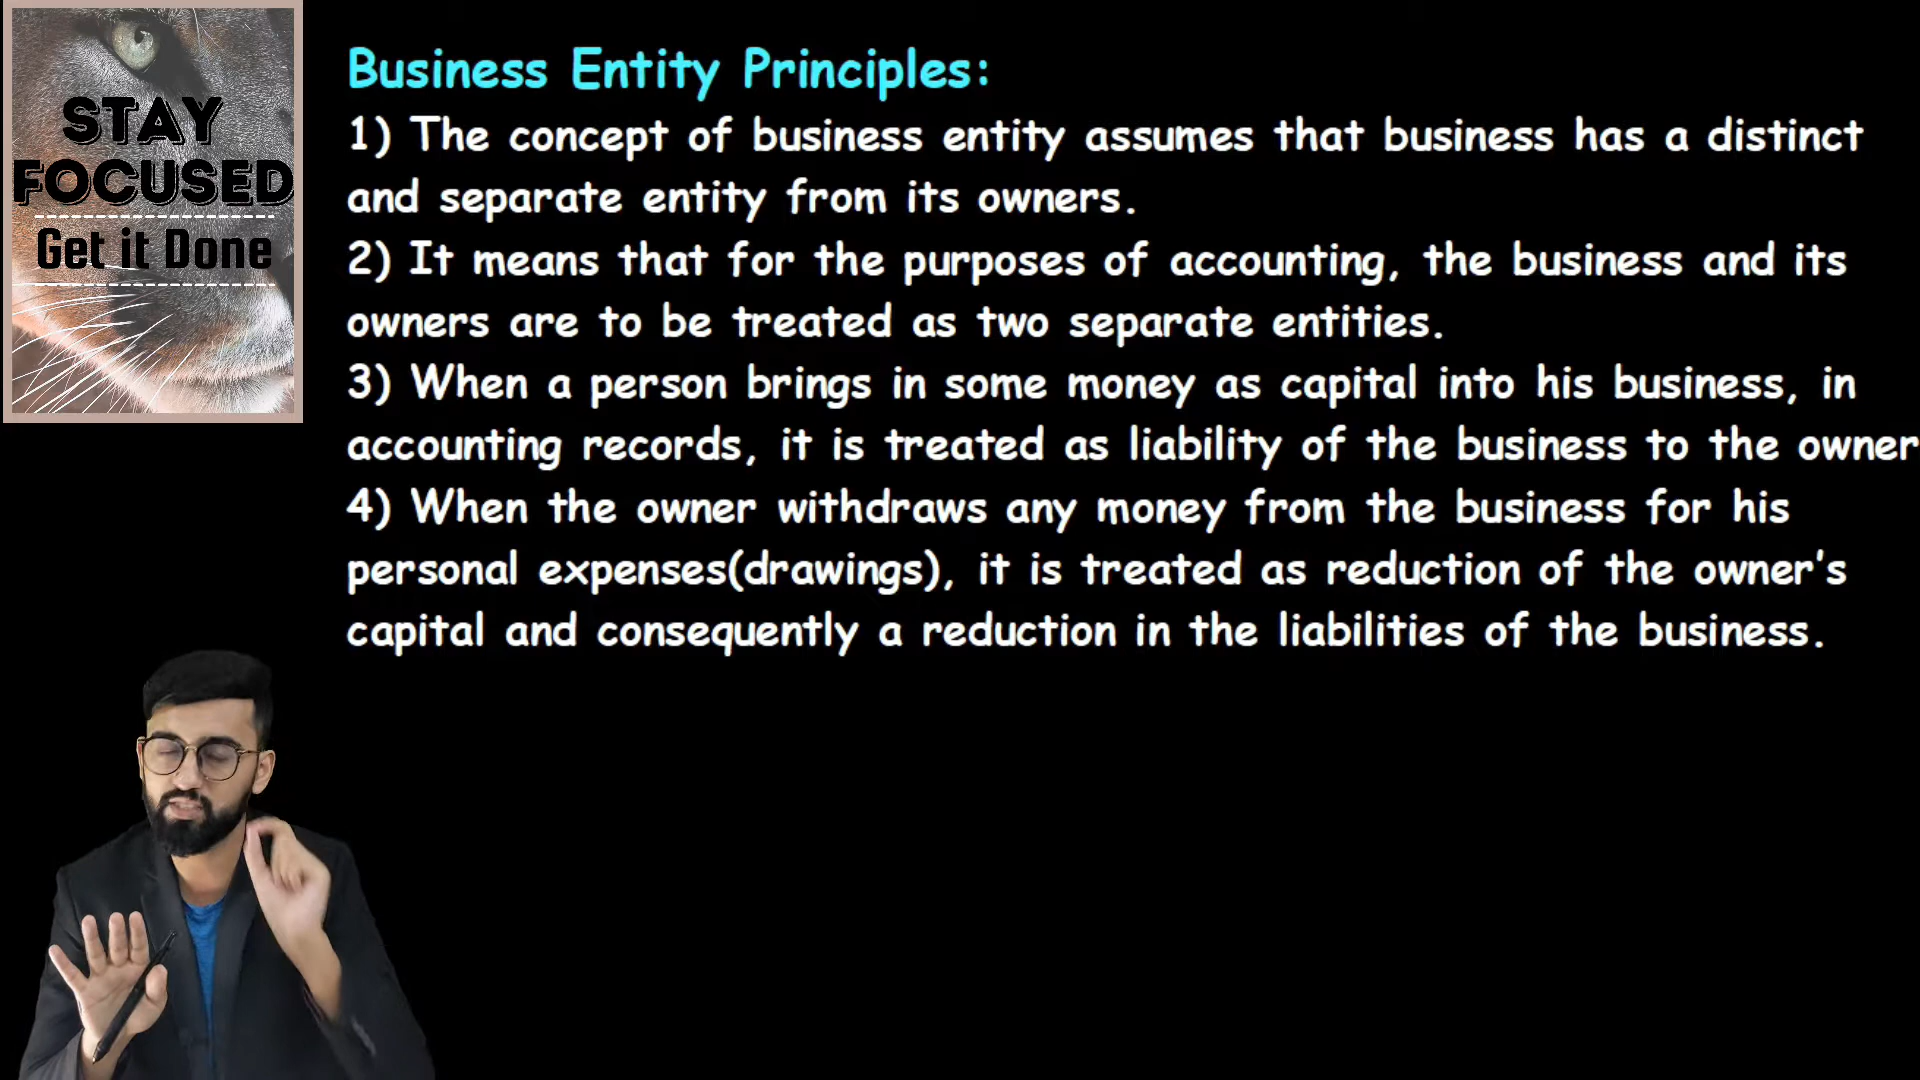 STAY
FOCUSED
Get it Done
Business Entity Principles:
1) The concept of business entity assumes that business has a distinct
and separate entity from its owners.
2) It means that for the purposes of accounting, the business and its
owners are to be treated as two separate entities.
3) When a person brings in some money as capital into his business, in
accounting records, it is treated as liability of the business to the owner
4) When the owner withdraws any money from the business for his
personal expenses(drawings), it is treated as reduction of the owner's
capital and consequently a reduction in the liabilities of the business.